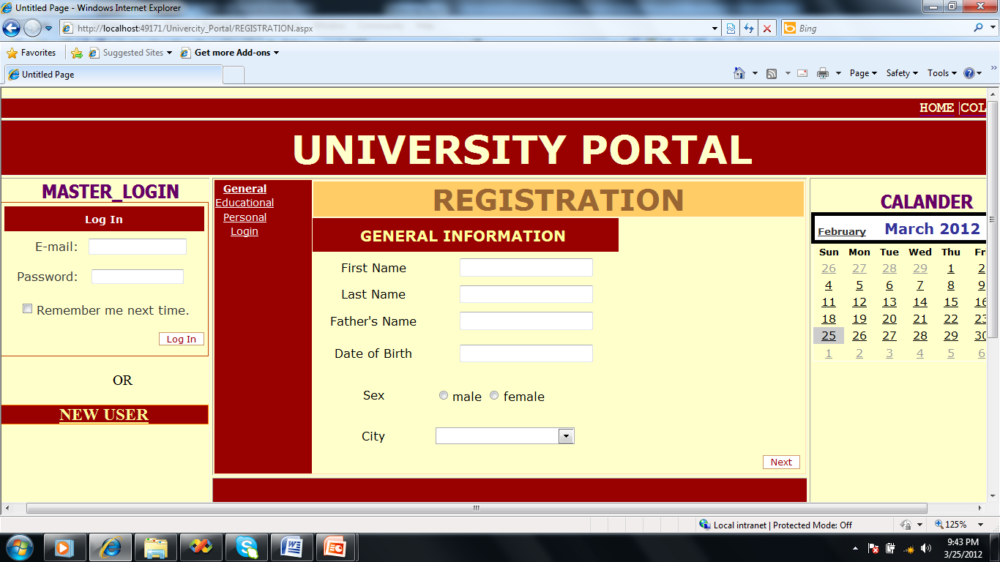 Untitled Page - Windows Internet Explorer
http://localhost:49171/Univercity_Portal/REGISTRATION.aspx
Bing
Favorites Suggested Sites Get more Add-ons
Untitled Page
Page Safety Tools
HOME |COL
UNIVERSITY PORTAL
MASTER_LOGIN
Log In
E-mail:
Password:
Remember me next time.
Log In
OR
NEW USER
General
Educational
Personal
Login
REGISTRATION
GENERAL INFORMATION
First Name
Last Name
Father's Name
Date of Birth
Sex male female
City
Next
CALANDER
February March 2012
Sun Mon Tue Wed Thu Fr
26 27 28 29 1 2
4 5 6 7 8 9
11 12 13 14 15 16
18 19 20 21 22 23
25 26 27 28 29 30
1 2 3 4 5 6
Local intranet | Protected Mode: Off
125%
9:43 PM
3/25/2012